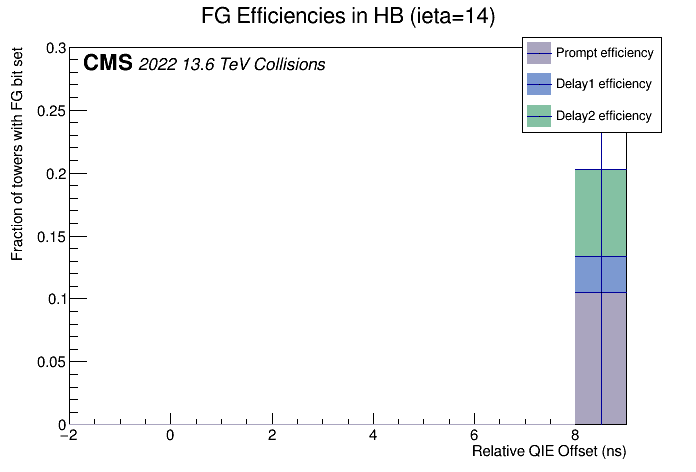 FG Efficiencies in HB (ieta=14)
CMS 2022 13.6 TeV Collisions
Prompt efficiency
Delay1 efficiency
Delay2 efficiency
Fraction of towers with FG bit set
0.3
0.25
0.2
0.15
0.1
0.05
0
−2 0 2 4 6 8
Relative QIE Offset (ns)